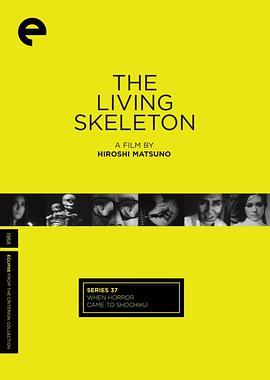 e
THE
LIVING
SKELETON
A FILM BY
HIROSHI MATSUNO
1968
ECLIPSE FROM THE CRITERION COLLECTION
SERIES 37
WHEN HORROR
CAME TO SHOCHIKU